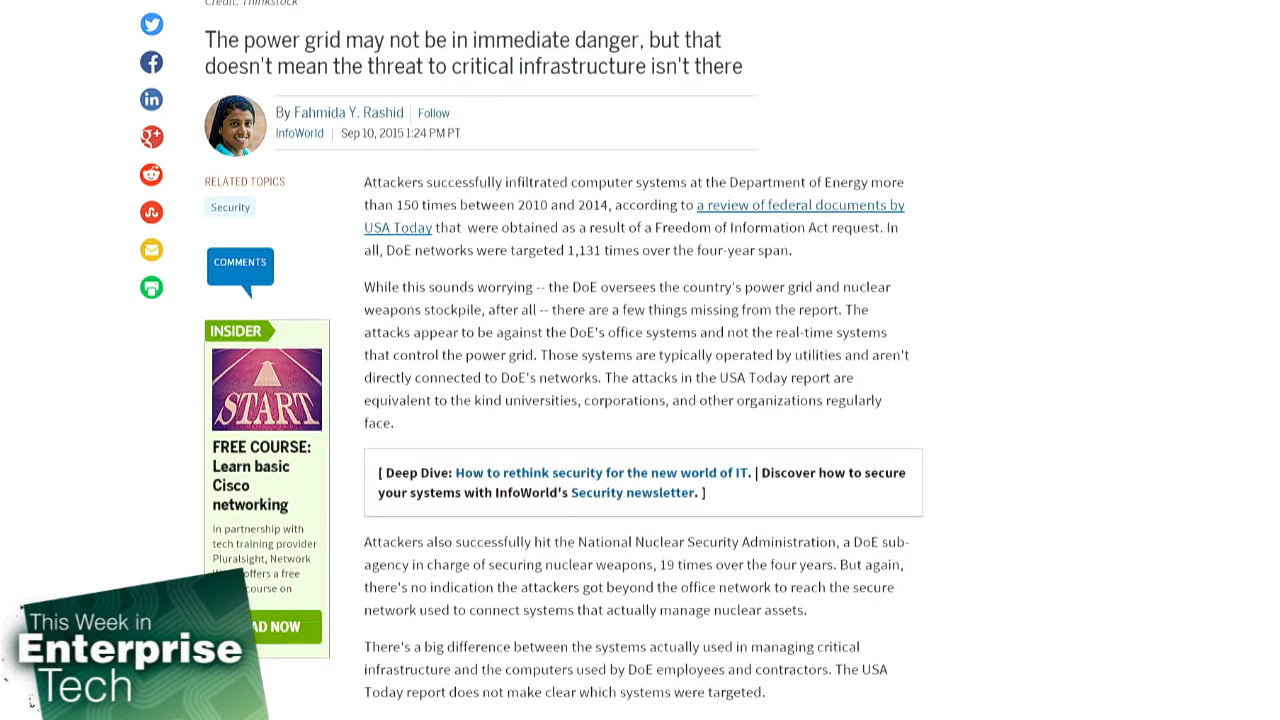 Credit: Thinkstock
The power grid may not be in immediate danger, but that
doesn't mean the threat to critical infrastructure isn't there
By Fahmida Y. Rashid Follow
InfoWorld | Sep 10, 2015 1:24 PM PT
RELATED TOPICS
Security
COMMENTS
INSIDER
START
FREE COURSE:
Learn basic
Cisco
networking
In partnership with
tech training provider
Pluralsight, Network
offers a free
course on
AD NOW
Attackers successfully infiltrated computer systems at the Department of Energy more
than 150 times between 2010 and 2014, according to a review of federal documents by
USA Today that were obtained as a result of a Freedom of Information Act request. In
all, DoE networks were targeted 1,131 times over the four-year span.
While this sounds worrying -- the DoE oversees the country's power grid and nuclear
weapons stockpile, after all -- there are a few things missing from the report. The
attacks appear to be against the DoE's office systems and not the real-time systems
that control the power grid. Those systems are typically operated by utilities and aren't
directly connected to DoE's networks. The attacks in the USA Today report are
equivalent to the kind universities, corporations, and other organizations regularly
face.
[ Deep Dive: How to rethink security for the new world of IT. | Discover how to secure
your systems with InfoWorld's Security newsletter. ]
Attackers also successfully hit the National Nuclear Security Administration, a DoE sub-
agency in charge of securing nuclear weapons, 19 times over the four years. But again,
there's no indication the attackers got beyond the office network to reach the secure
network used to connect systems that actually manage nuclear assets.
There's a big difference between the systems actually used in managing critical
infrastructure and the computers used by DoE employees and contractors. The USA
Today report does not make clear which systems were targeted.
This Week in
Enterprise
Tech